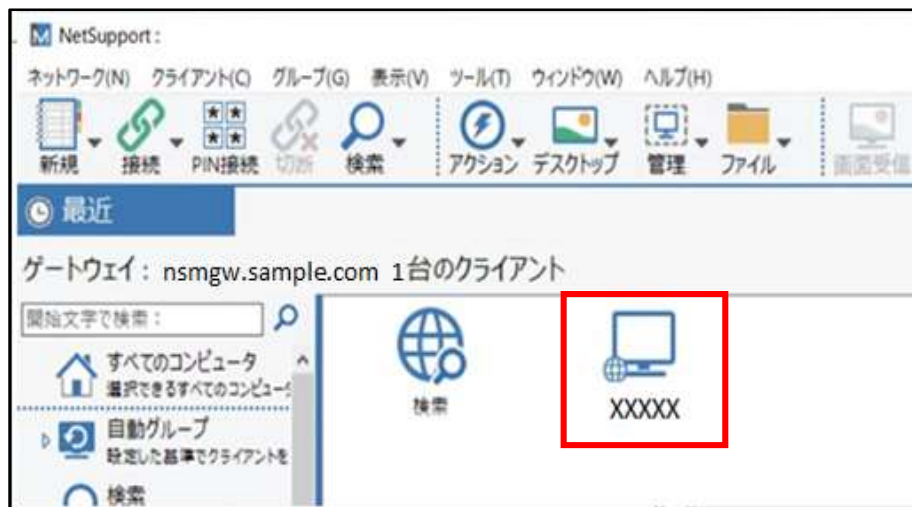 NetSupport :
ネットワーク(N) クライアント(C) グループ(G) 表示(V) ツール(T) ウィンドウ(W) ヘルプ(H)
新規 接続 PIN接続 切断 検索 アクション デスクトップ 管理 ファイル 画面受信
最近
ゲートウェイ : nsmgw.sample.com 1台のクライアント
開始文字で検索 :
すべてのコンピュータ
選択できるすべてのコンピュータ
検索
XXXXX
自動グループ
設定した基準でクライアントを
検索